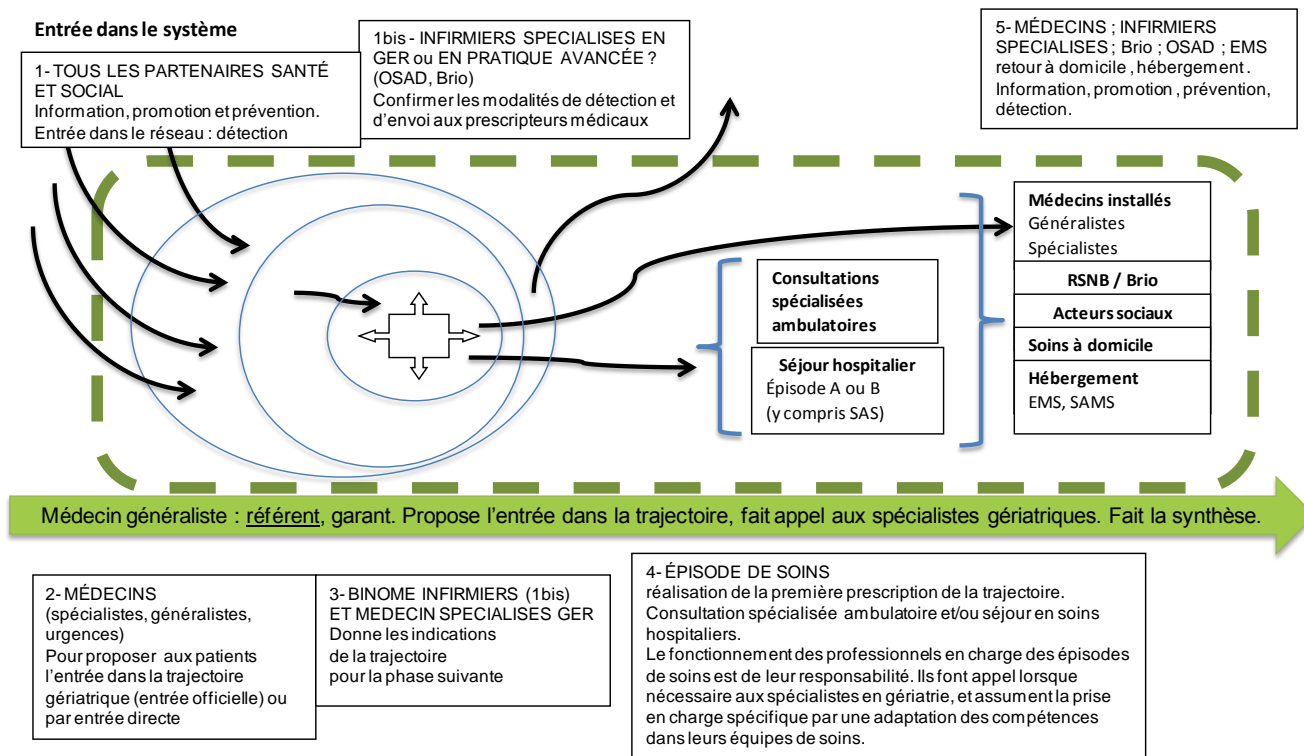 Entrée dans le système
1- TOUS LES PARTENAIRES SANTÉ
ET SOCIAL
Information, promotion et prévention.
Entrée dans le réseau : détection
1bis - INFIRMIERS SPECIALISES EN
GER ou EN PRATIQUE AVANCÉE ?
(OSAD, Brio)
Confirmer les modalités de détection et
d'envoi aux prescripteurs médicaux
5- MÉDECINS ; INFIRMIERS
SPECIALISES ; Brio ; OSAD ; EMS
retour à domicile , hébergement .
Information, promotion , prévention,
détection.
Consultations
spécialisées
ambulatoires
Séjour hospitalier
Épisode A ou B
(y compris SAS)
Médecins installés
Généralistes
Spécialistes
RSNB / Brio
Acteurs sociaux
Soins à domicile
Hébergement
EMS, SAMS
Médecin généraliste : référent, garant. Propose l'entrée dans la trajectoire, fait appel aux spécialistes gériatriques. Fait la synthèse.
2- MÉDECINS
(spécialistes, généralistes,
urgences)
Pour proposer aux patients
l'entrée dans la trajectoire
gériatrique (entrée officielle) ou
par entrée directe
3- BINOME INFIRMIERS (1bis)
ET MEDECIN SPECIALISES GER
Donne les indications
de la trajectoire
pour la phase suivante
4- ÉPISODE DE SOINS
réalisation de la première prescription de la trajectoire.
Consultation spécialisée ambulatoire et/ou séjour en soins
hospitaliers.
Le fonctionnement des professionnels en charge des épisodes
de soins est de leur responsabilité. Ils font appel lorsque
nécessaire aux spécialistes en gériatrie, et assument la prise
en charge spécifique par une adaptation des compétences
dans leurs équipes de soins.